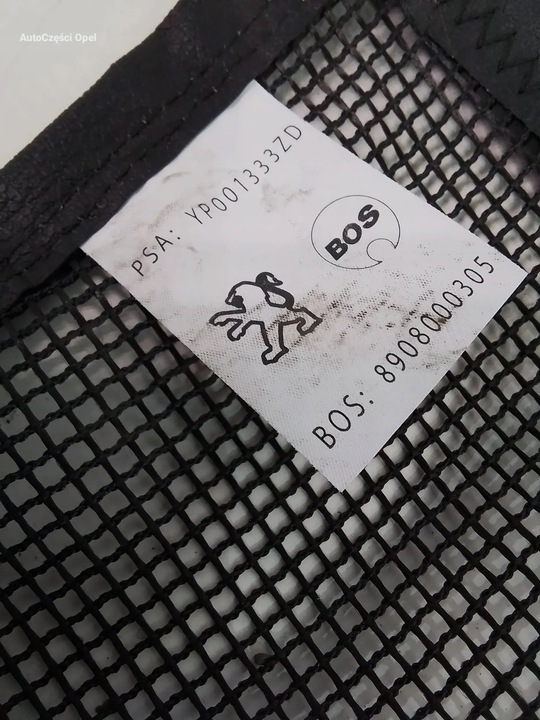 AutoCzęści Opel
PSA: YP001333ZD
BOS
BOS: 8908000305